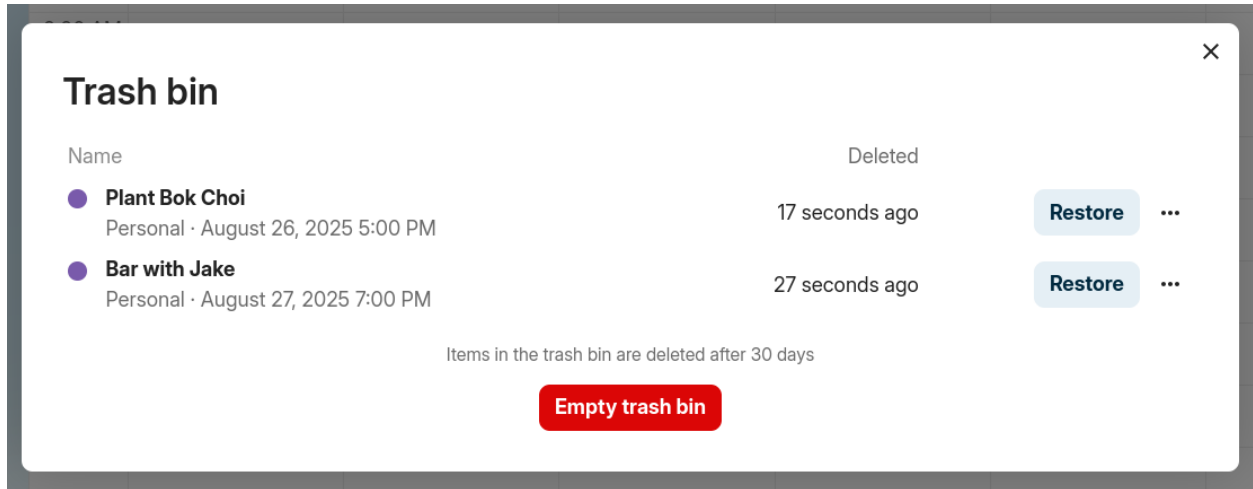 Trash bin
Name Deleted
Plant Bok Choi
Personal · August 26, 2025 5:00 PM
17 seconds ago Restore
Bar with Jake
Personal · August 27, 2025 7:00 PM
27 seconds ago Restore
Items in the trash bin are deleted after 30 days
Empty trash bin